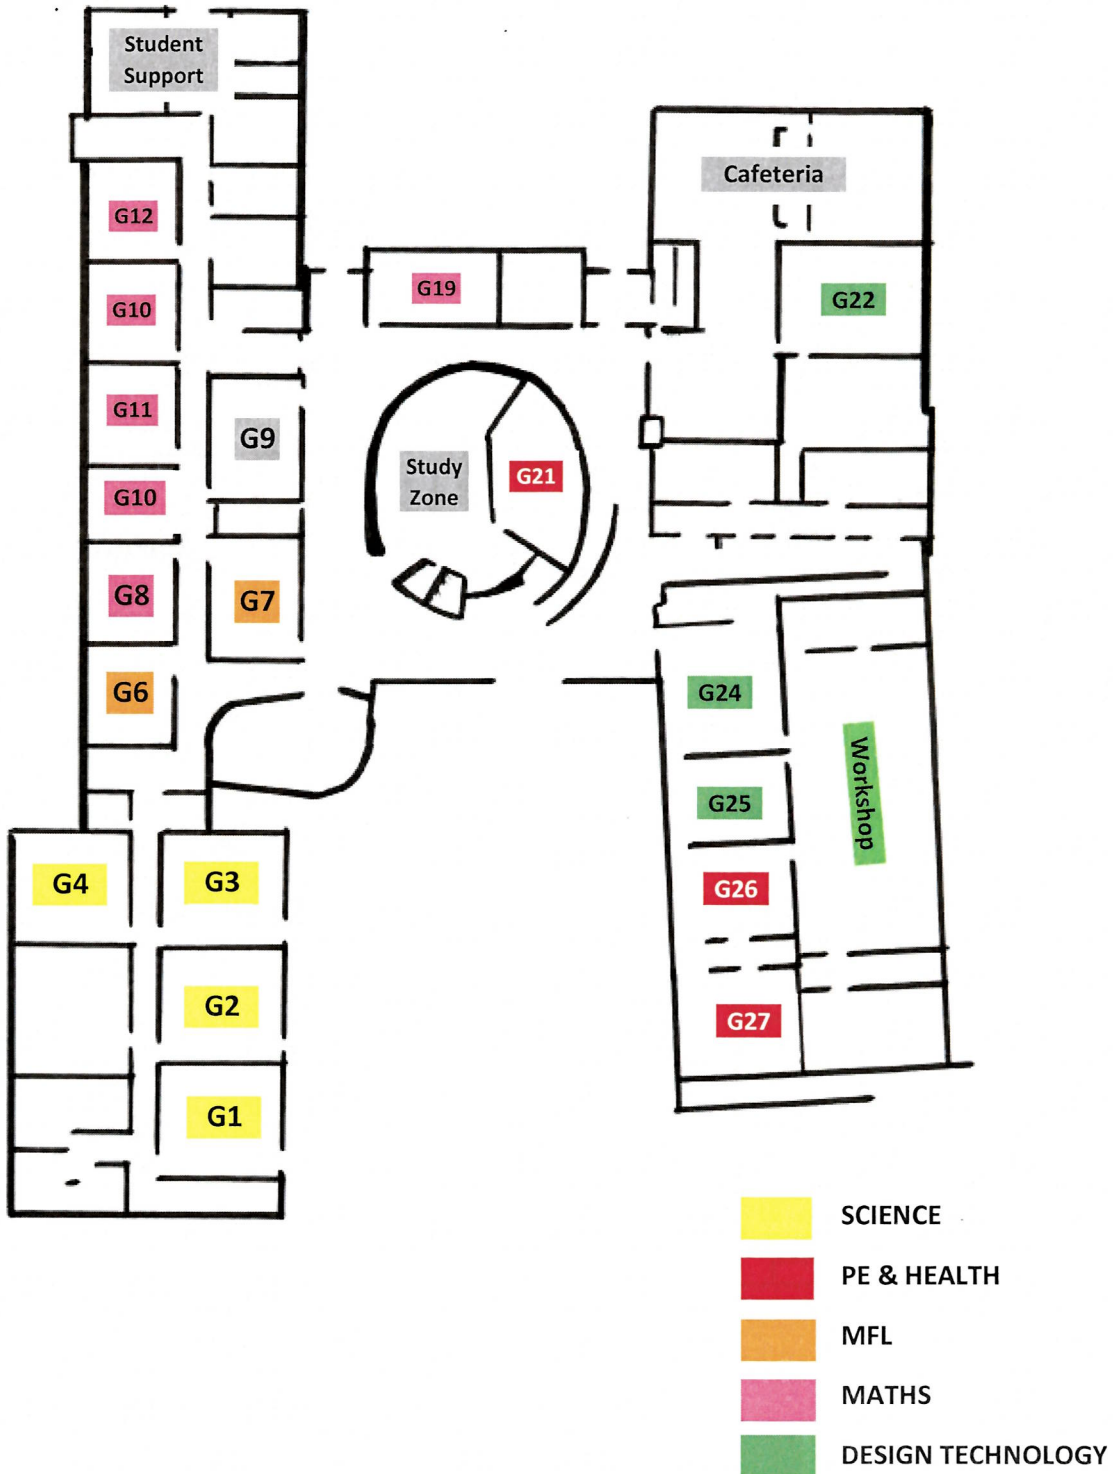 Student
Support
Cafeteria
G12
G10
G19
G22
G11
G9
Study
Zone
G21
G10
G8
G7
G6
G24
Workshop
G25
G4
G3
G26
G2
G27
G1
SCIENCE
PE & HEALTH
MFL
MATHS
DESIGN TECHNOLOGY